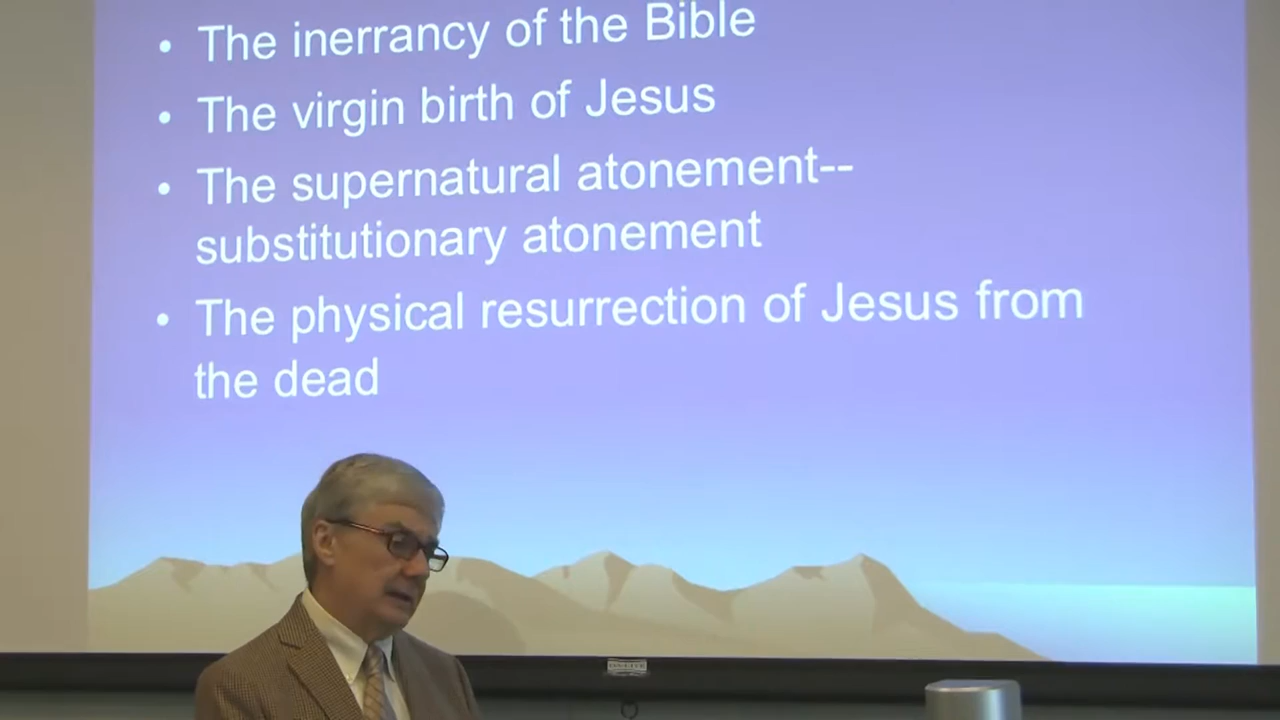 • The inerrancy of the Bible
• The virgin birth of Jesus
• The supernatural atonement--
substitutionary atonement
• The physical resurrection of Jesus from
the dead